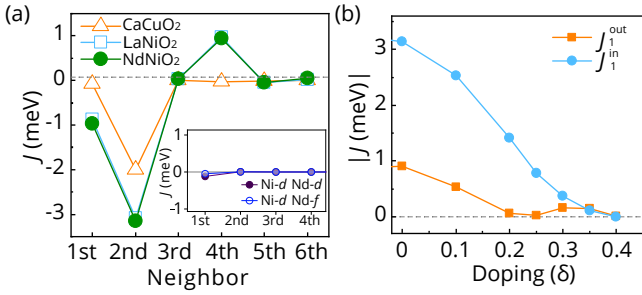 (a)
CaCuO₂
LaNiO₂
NdNiO₂
J (meV)
1
0
-1
-2
-3
1st 2nd 3rd 4th 5th 6th
Neighbor
J (meV)
1
0
-1
Ni-d Nd-d
Ni-d Nd-f
1st 2nd 3rd 4th
(b)
J₁ᵒᵘᵗ
J₁ⁱⁿ
|J (meV)|
3
2
1
0
0 0.1 0.2 0.3 0.4
Doping (δ)